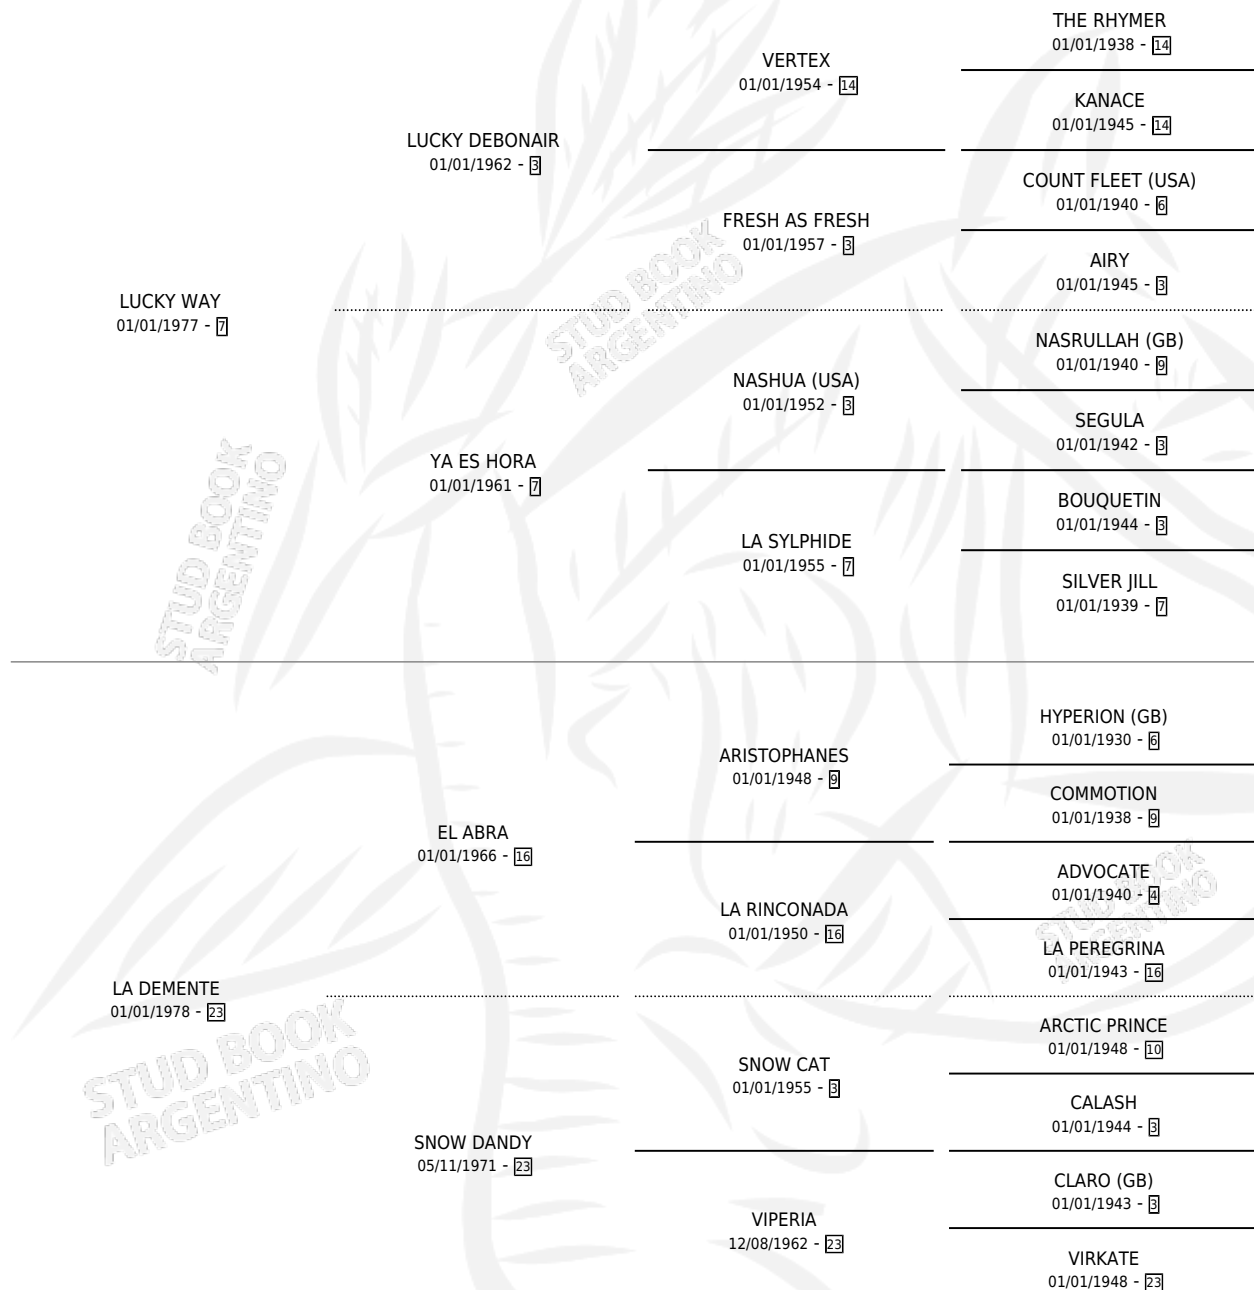 THE RHYMER
01/01/1938 - 14
VERTEX
01/01/1954 - 14
KANACE
01/01/1945 - 14
LUCKY DEBONAIR
01/01/1962 - 3
COUNT FLEET (USA)
01/01/1940 - 6
FRESH AS FRESH
01/01/1957 - 3
AIRY
01/01/1945 - 3
LUCKY WAY
01/01/1977 - 7
NASRULLAH (GB)
01/01/1940 - 9
NASHUA (USA)
01/01/1952 - 3
SEGULA
01/01/1942 - 3
YA ES HORA
01/01/1961 - 7
BOUQUETIN
01/01/1944 - 3
LA SYLPHIDE
01/01/1955 - 7
SILVER JILL
01/01/1939 - 7
HYPERION (GB)
01/01/1930 - 6
ARISTOPHANES
01/01/1948 - 9
COMMOTION
01/01/1938 - 9
EL ABRA
01/01/1966 - 16
ADVOCATE
01/01/1940 - 4
LA RINCONADA
01/01/1950 - 16
LA PEREGRINA
01/01/1943 - 16
LA DEMENTE
01/01/1978 - 23
ARCTIC PRINCE
01/01/1948 - 10
SNOW CAT
01/01/1955 - 3
CALASH
01/01/1944 - 3
SNOW DANDY
05/11/1971 - 23
CLARO (GB)
01/01/1943 - 3
VIPERIA
12/08/1962 - 23
VIRKATE
01/01/1948 - 23
STUD BOOK
ARGENTINO
STUD BOOK
ARGENTINO
STUD BOOK
ARGENTINO
STUD BOOK
ARGENTINO